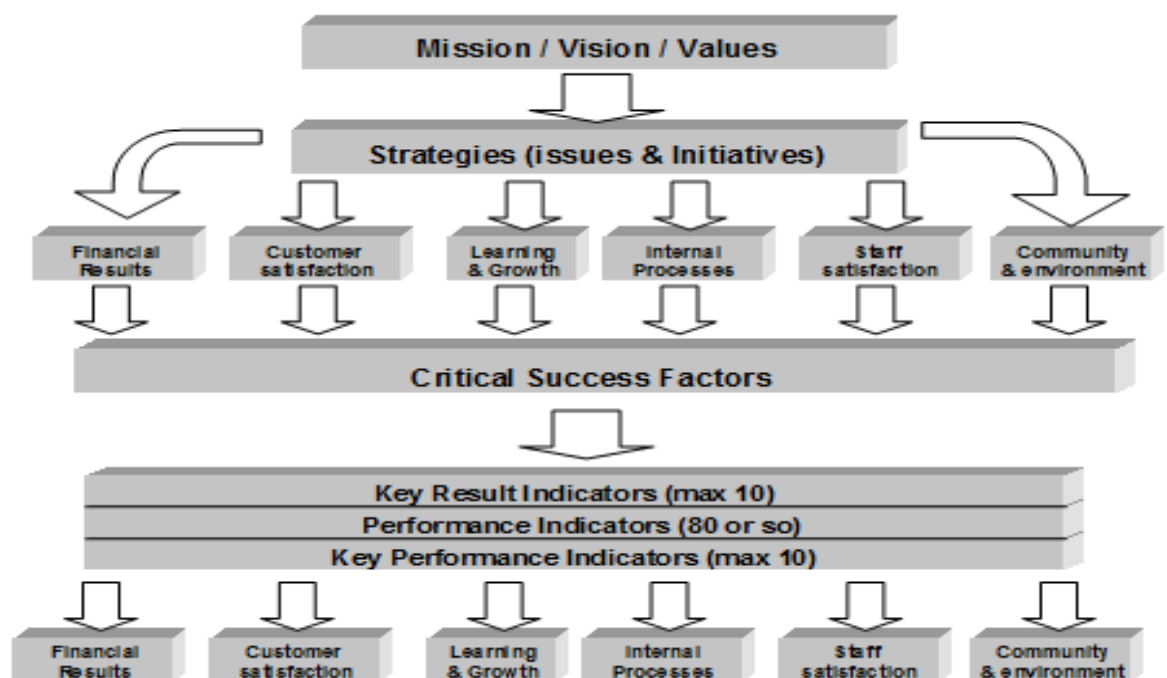 Mission / Vision / Values
Strategies (issues & Initiatives)
Financial
Results
Customer
satisfaction
Learning
& Growth
Internal
Processes
Staff
satisfaction
Community
& environment
Critical Success Factors
Key Result Indicators (max 10)
Performance Indicators (80 or so)
Key Performance Indicators (max 10)
Financial
Results
Customer
satisfaction
Learning
& Growth
Internal
Processes
Staff
satisfaction
Community
& environment